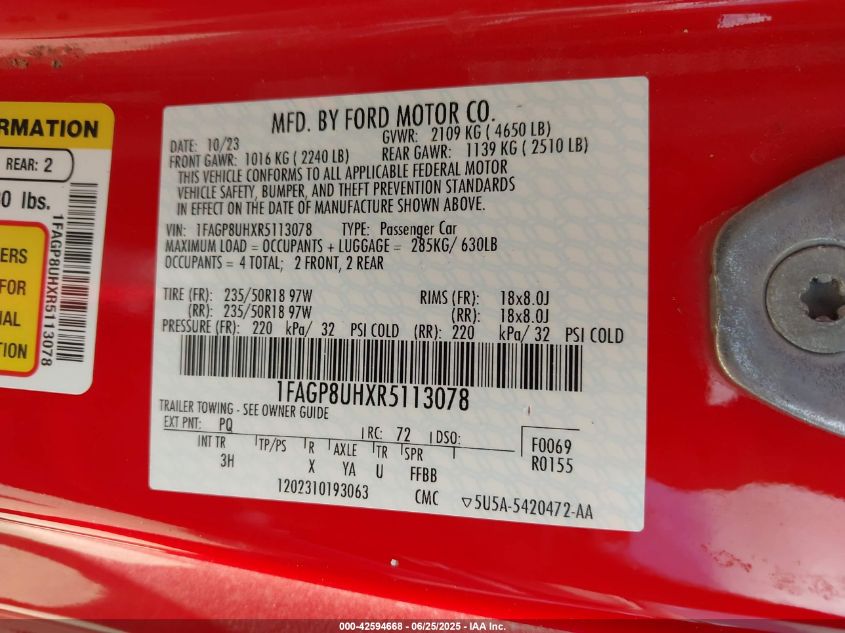 RMATION
REAR: 2
0 lbs.
ERS
FOR
IAL
TION
1FAGP8UHXR5113078
MFD. BY FORD MOTOR CO.
DATE: 10/23 GVWR: 2109 KG ( 4650 LB)
FRONT GAWR: 1016 KG ( 2240 LB) REAR GAWR: 1139 KG ( 2510 LB)
THIS VEHICLE CONFORMS TO ALL APPLICABLE FEDERAL MOTOR
VEHICLE SAFETY, BUMPER, AND THEFT PREVENTION STANDARDS
IN EFFECT ON THE DATE OF MANUFACTURE SHOWN ABOVE.
VIN: 1FAGP8UHXR5113078 TYPE: Passenger Car
MAXIMUM LOAD = OCCUPANTS + LUGGAGE = 285KG/ 630LB
OCCUPANTS = 4 TOTAL; 2 FRONT, 2 REAR
TIRE (FR): 235/50R18 97W RIMS (FR): 18x8.0J
(RR): 235/50R18 97W (RR): 18x8.0J
PRESSURE (FR): 220 kPa/ 32 PSI COLD (RR): 220 kPa/ 32 PSI COLD
1FAGP8UHXR5113078
TRAILER TOWING - SEE OWNER GUIDE
EXT PNT: PQ RC: 72 DSO: F0069
INT TR TP/PS R AXLE TR SPR R0155
3H X YA U FFBB
1202310193063 CMC ▽5U5A-5420472-AA
000-42594668 - 06/25/2025 - IAA Inc.